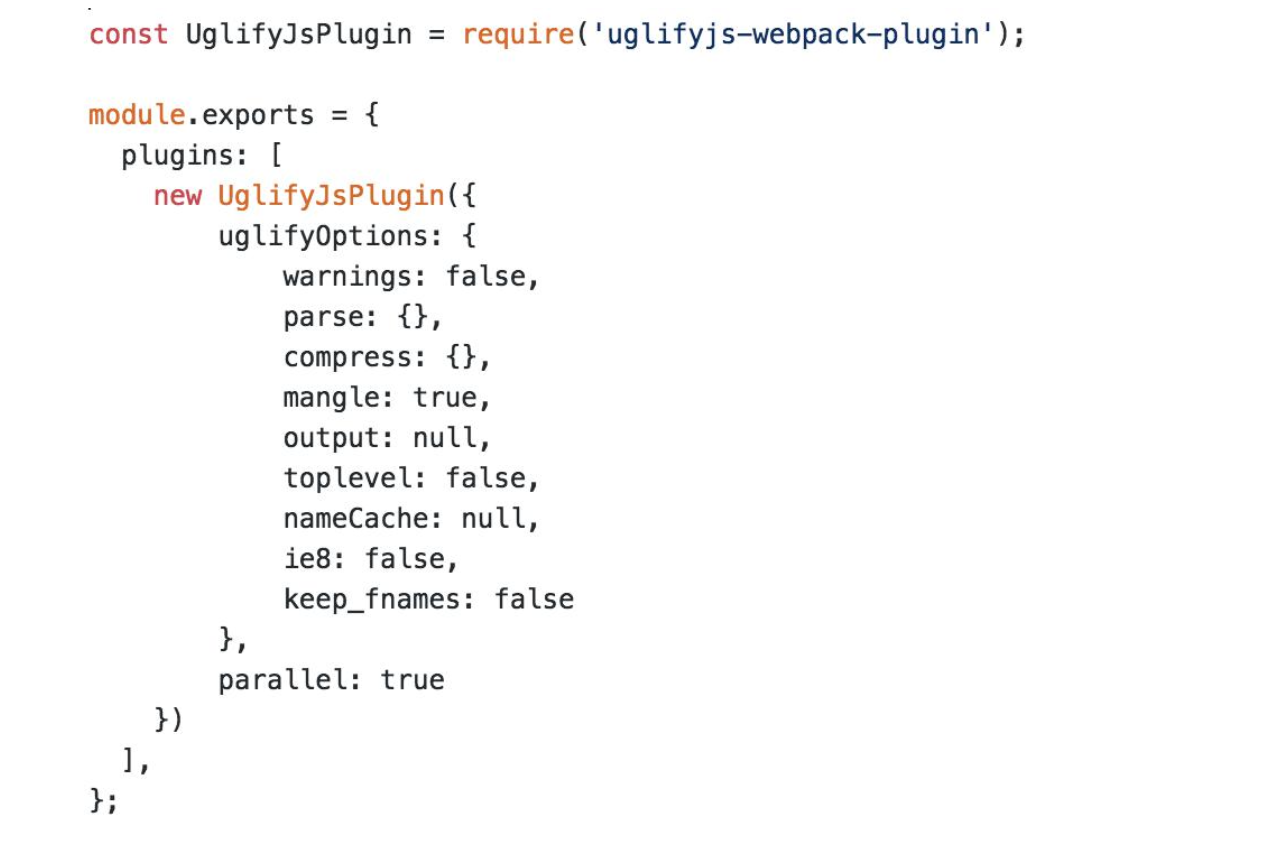 const UglifyJsPlugin = require('uglifyjs-webpack-plugin');

module.exports = {
  plugins: [
    new UglifyJsPlugin({
        uglifyOptions: {
            warnings: false,
            parse: {},
            compress: {},
            mangle: true,
            output: null,
            toplevel: false,
            nameCache: null,
            ie8: false,
            keep_fnames: false
        },
        parallel: true
    })
  ],
};